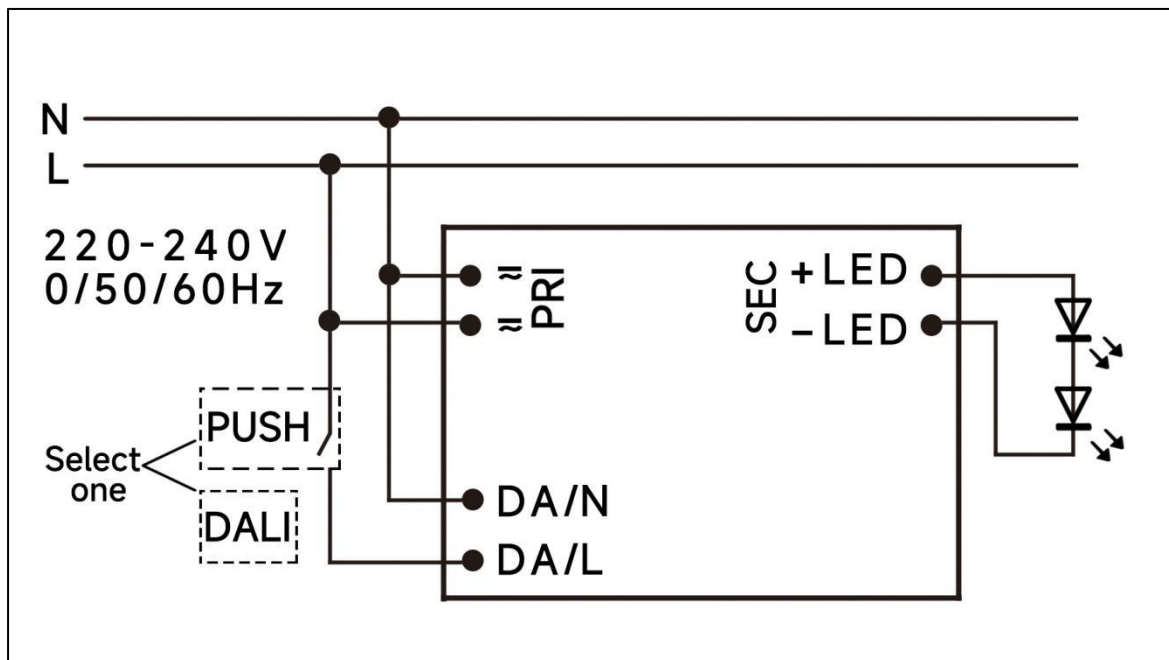 N
L
220-240V
0/50/60Hz
PRI
SEC
+LED
−LED
PUSH
Select
one
DALI
DA/N
DA/L